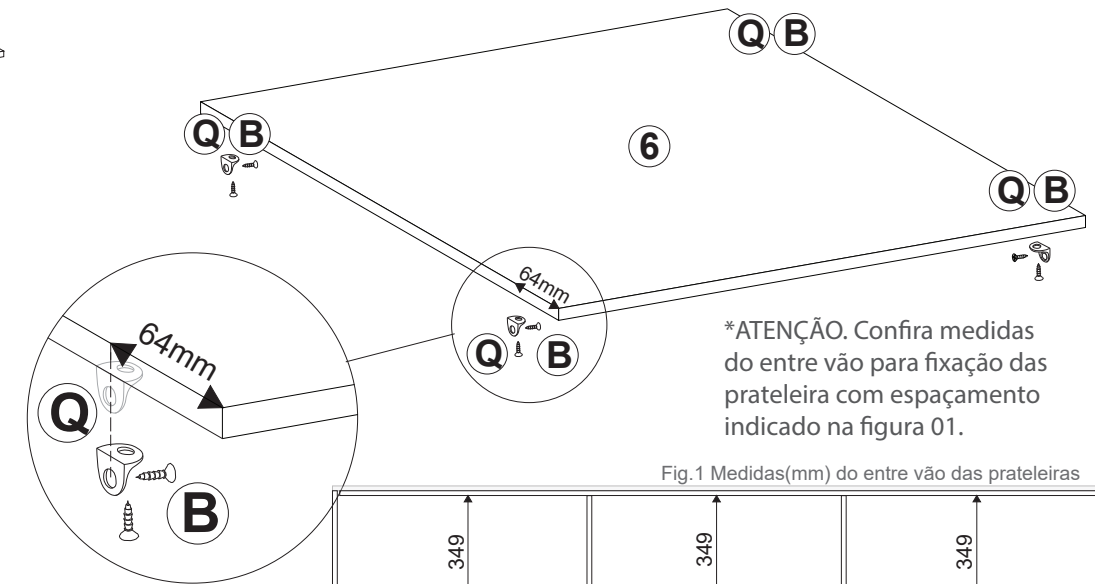 Q B
Q B
6
Q B
64mm
Q B
64mm
Q
B
*ATENÇÃO. Confira medidas
do entre vão para fixação das
prateleira com espaçamento
indicado na figura 01.
Fig.1 Medidas(mm) do entre vão das prateleiras
349 349 349